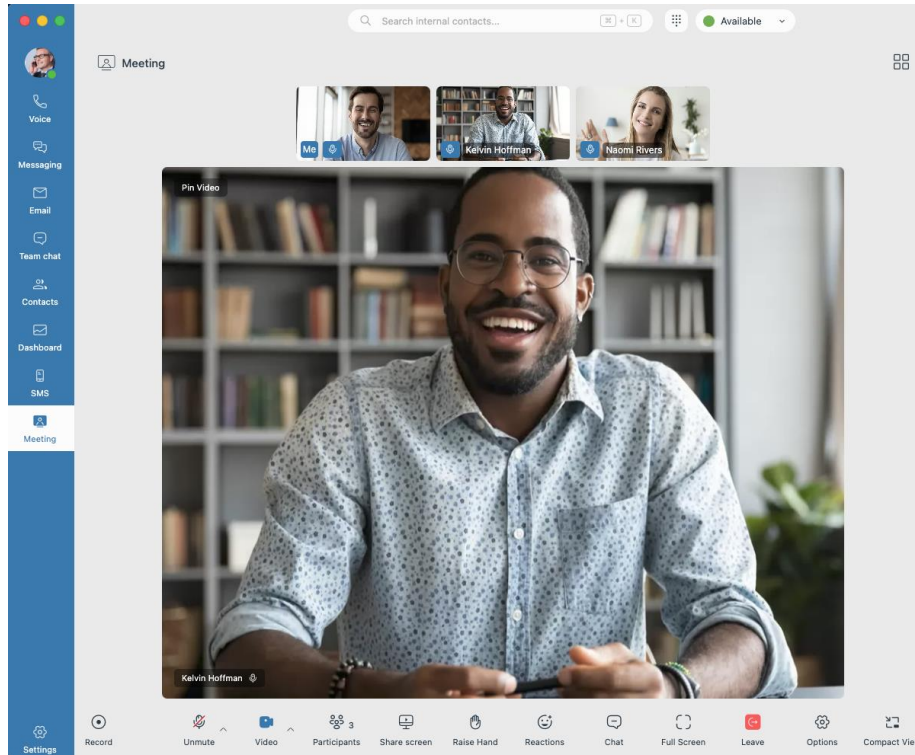 Search internal contacts...
⌘ + K
Available
Meeting
Voice
Messaging
Email
Team chat
Contacts
Dashboard
SMS
Meeting
Settings
Me
Kelvin Hoffman
Naomi Rivers
Pin Video
Kelvin Hoffman
Record
Unmute
Video
Participants
3
Share screen
Raise Hand
Reactions
Chat
Full Screen
Leave
Options
Compact Vie